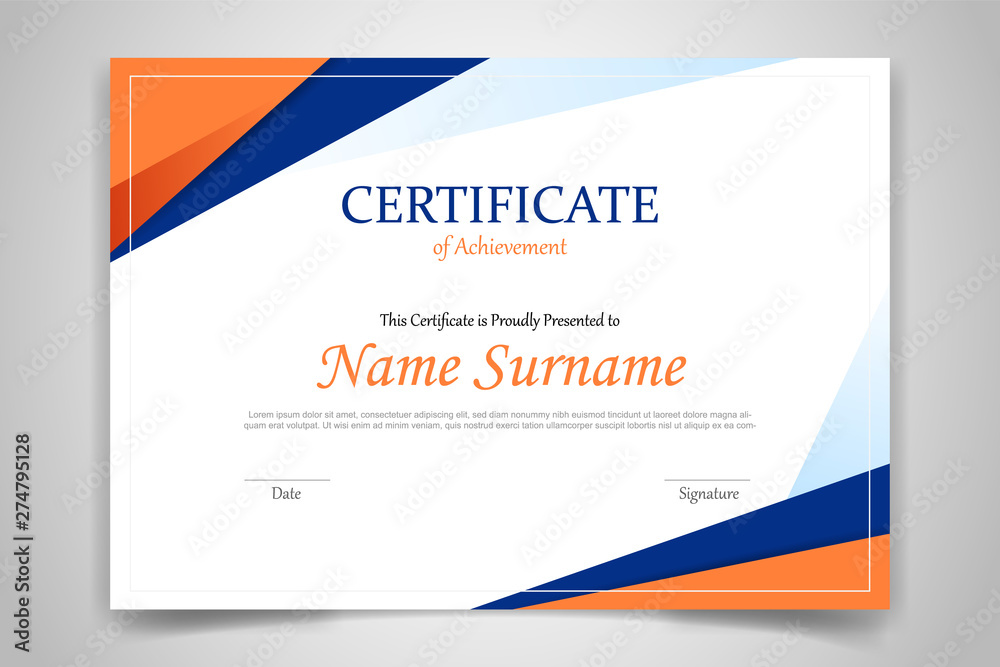 CERTIFICATE
of Achievement
This Certificate is Proudly Presented to
Name Surname
Lorem ipsum dolor sit amet, consectetuer adipiscing elit, sed diam nonummy nibh euismod tincidunt ut laoreet dolore magna ali-
quam erat volutpat. Ut wisi enim ad minim veniam, quis nostrud exerci tation ullamcorper suscipit lobortis nisl ut aliquip ex ea com-
Date
Signature
Adobe Stock | #274795128